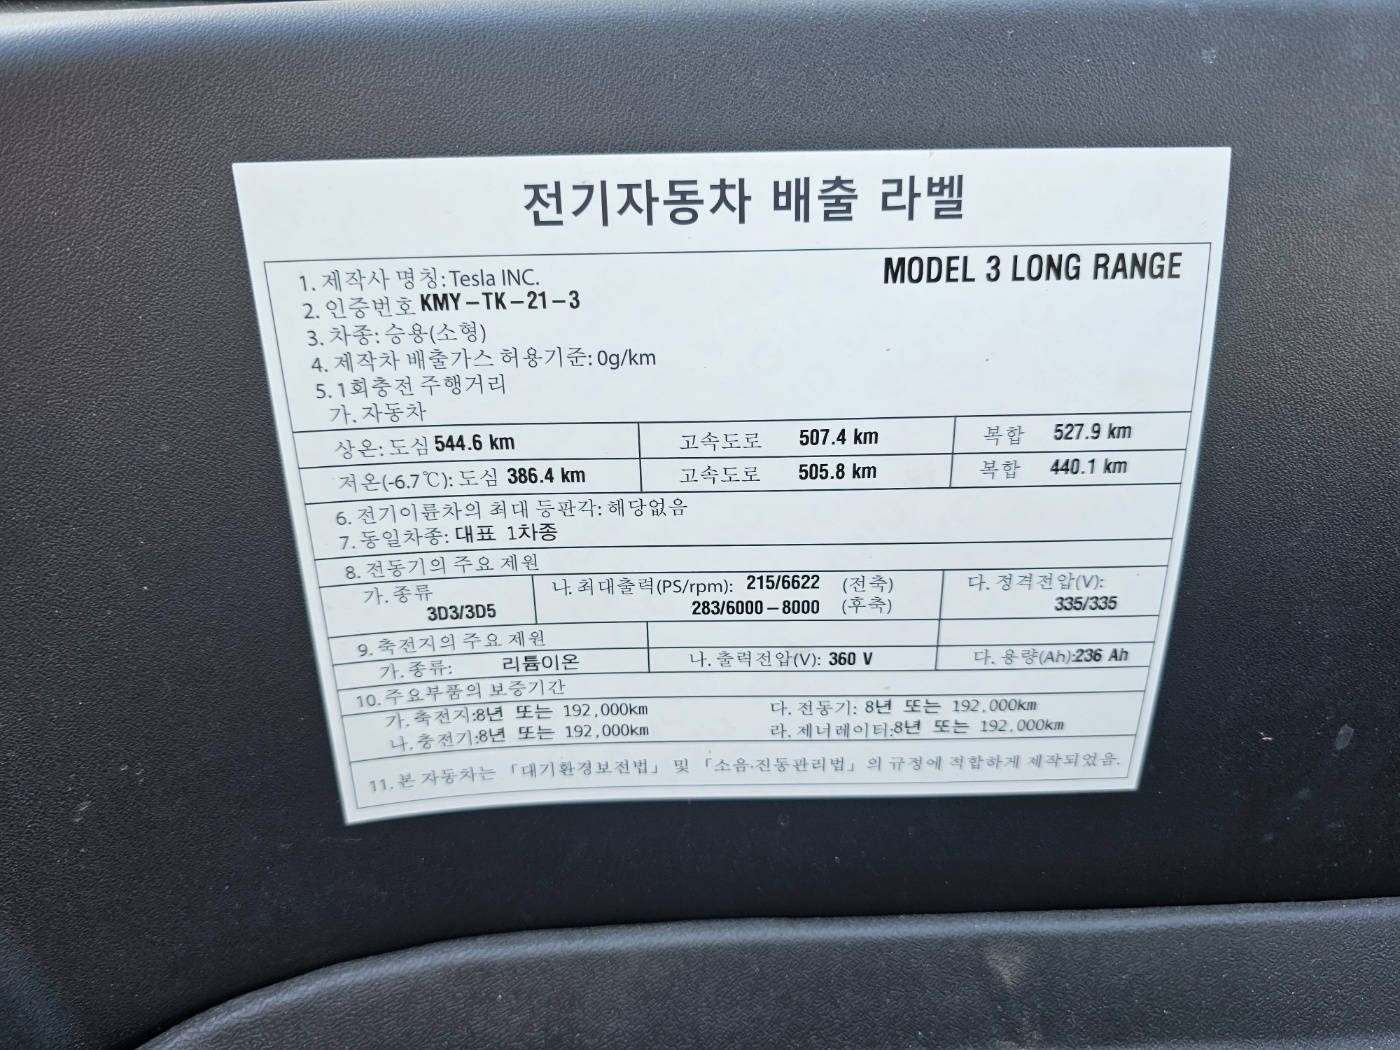 전기자동차 배출 라벨
MODEL 3 LONG RANGE
1. 제작사 명칭: Tesla INC.
2. 인증번호 KMY-TK-21-3
3. 차종: 승용(소형)
4. 제작차 배출가스 허용기준: 0g/km
5. 1회충전 주행거리
가. 자동차
상온: 도심 544.6 km 고속도로 507.4 km 복합 527.9 km
저온(-6.7℃): 도심 386.4 km 고속도로 505.8 km 복합 440.1 km
6. 전기이륜차의 최대 등판각: 해당없음
7. 동일차종: 대표 1차종
8. 전동기의 주요 제원
가. 종류 나. 최대출력(PS/rpm): 215/6622 (전축) 다. 정격전압(V):
3D3/3D5 283/6000-8000 (후축) 335/335
9. 축전지의 주요 제원
가. 종류: 리튬이온 나. 출력전압(V): 360 V 다. 용량(Ah):236 Ah
10. 주요부품의 보증기간
가. 축전지:8년 또는 192,000km 다. 전동기: 8년 또는 192,000km
나. 충전기:8년 또는 192,000km 라. 제너레이터:8년 또는 192,000km
11. 본 자동차는 「대기환경보전법」 및 「소음·진동관리법」의 규정에 적합하게 제작되었음.